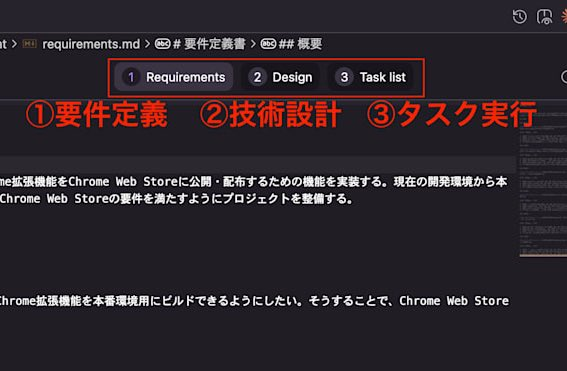 nt > requirements.md > abc # 要件定義書 > abc ## 概要
1 Requirements 2 Design 3 Task list
①要件定義 ②技術設計 ③タスク実行
me拡張機能をChrome Web Storeに公開・配布するための機能を実装する。現在の開発環境から本
Chrome Web Storeの要件を満たすようにプロジェクトを整備する。
Chrome拡張機能を本番環境用にビルドできるようにしたい。そうすることで、Chrome Web Store